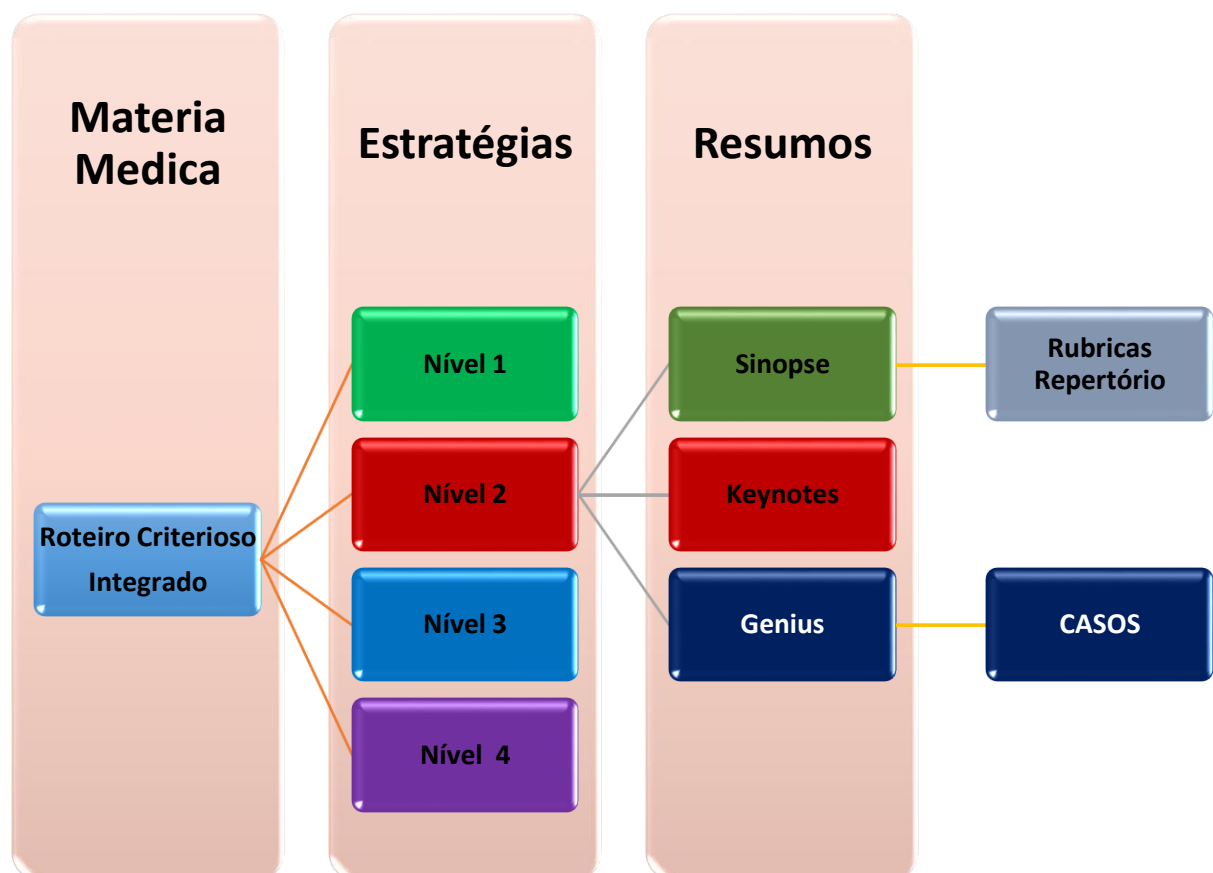 Materia
Medica
Estratégias
Resumos
Roteiro Criterioso
Integrado
Nível 1
Nível 2
Nível 3
Nível 4
Sinopse
Keynotes
Genius
Rubricas
Repertório
CASOS